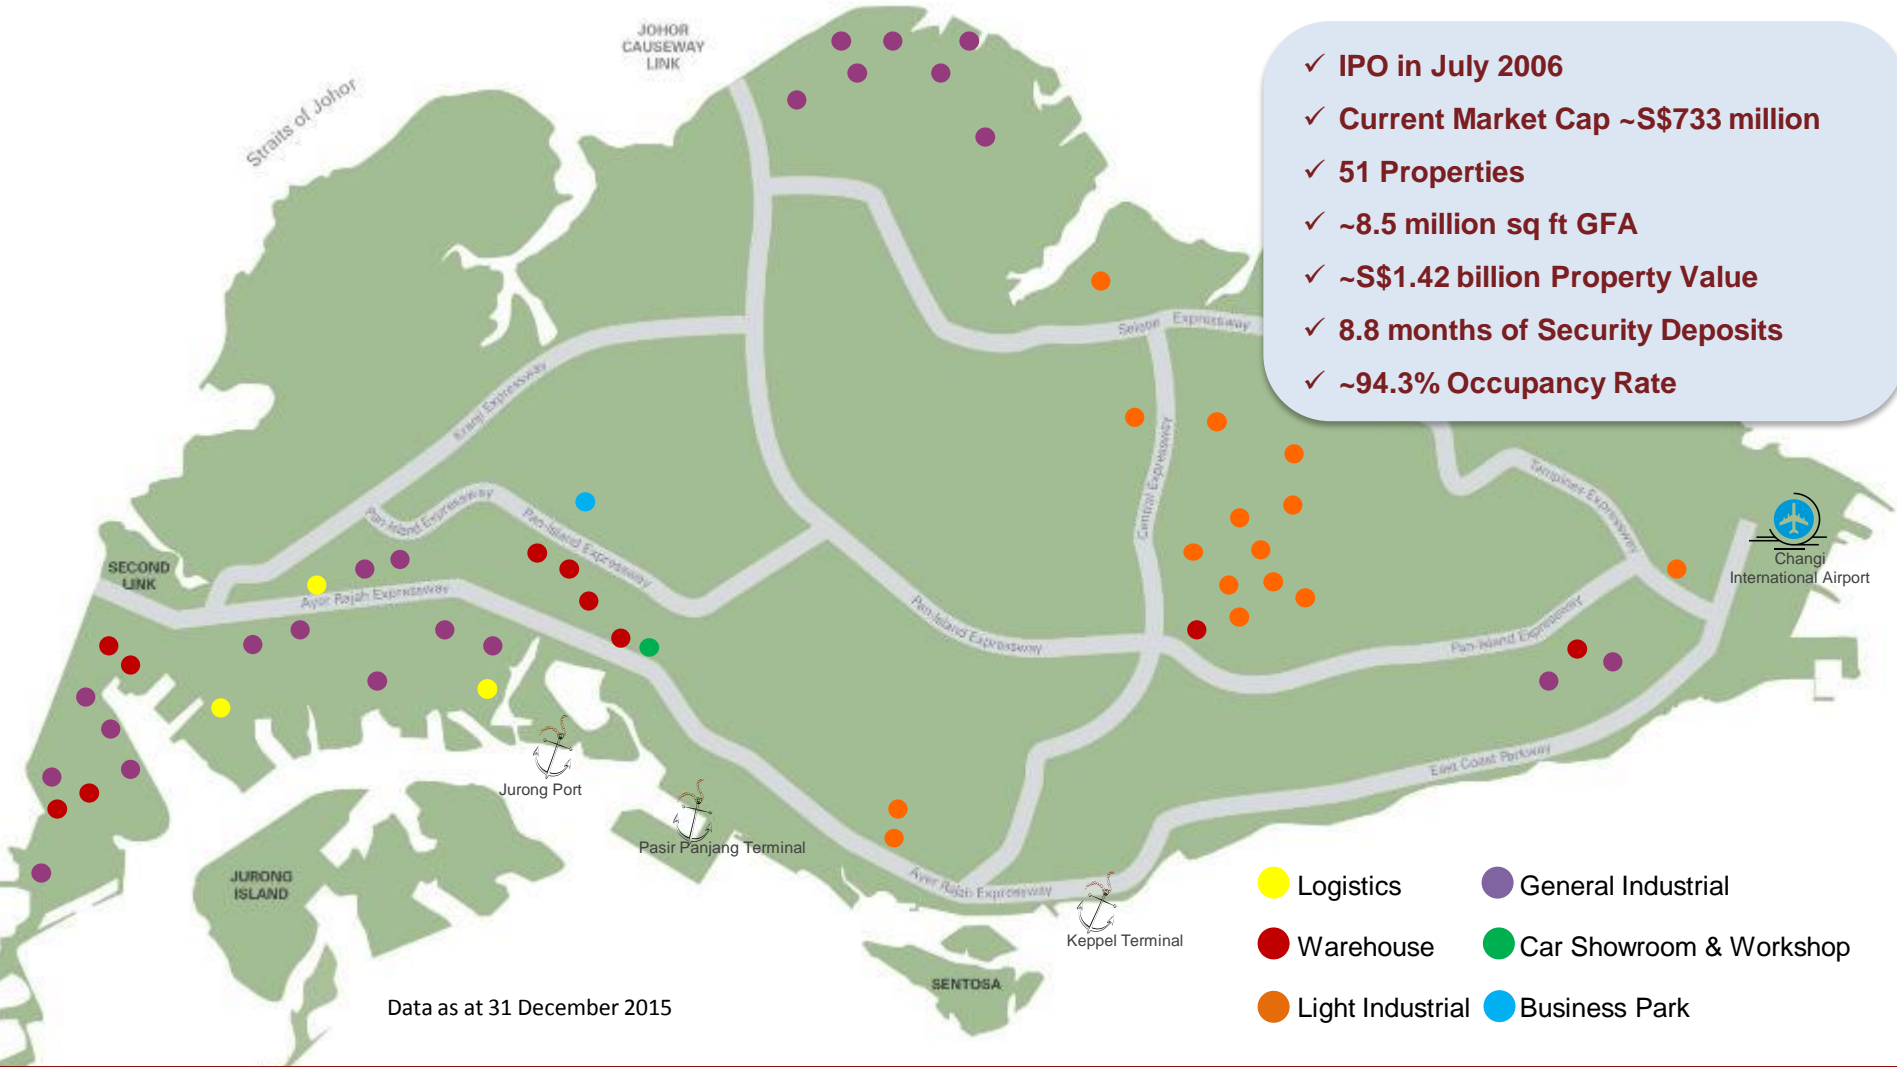 JOHOR
CAUSEWAY
LINK
Straits of Johor
✓ IPO in July 2006
✓ Current Market Cap ~S$733 million
✓ 51 Properties
✓ ~8.5 million sq ft GFA
✓ ~S$1.42 billion Property Value
✓ 8.8 months of Security Deposits
✓ ~94.3% Occupancy Rate
Seletar Expressway
Kranji Expressway
Pan-Island Expressway
Pan-Island Expressway
Central Expressway
Tampines Expressway
SECOND
LINK
Ayer Rajah Expressway
Changi
International Airport
Pan-Island Expressway
Pan-Island Expressway
East Coast Parkway
Jurong Port
Pasir Panjang Terminal
JURONG
ISLAND
Ayer Rajah Expressway
Keppel Terminal
SENTOSA
Logistics
General Industrial
Warehouse
Car Showroom & Workshop
Light Industrial
Business Park
Data as at 31 December 2015